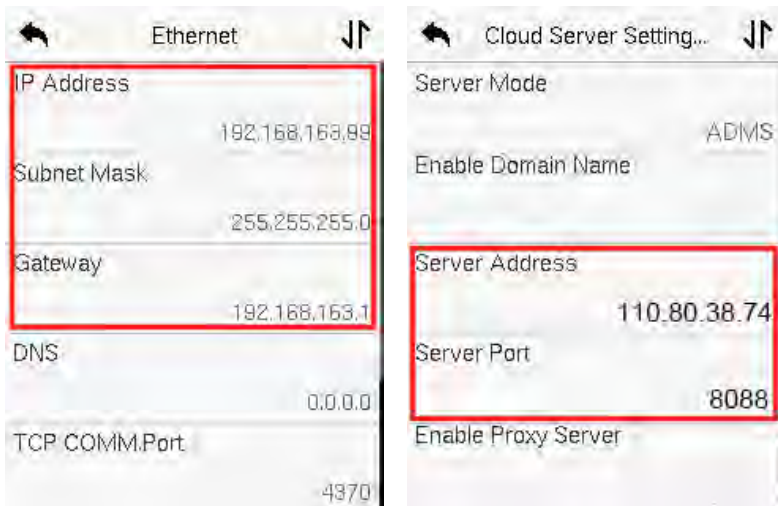 Ethernet
IP Address
192.168.163.99
Subnet Mask
255.255.255.0
Gateway
192.168.163.1
DNS
0.0.0.0
TCP COMM.Port
4370
Cloud Server Setting...
Server Mode
ADMS
Enable Domain Name
Server Address
110.80.38.74
Server Port
8088
Enable Proxy Server